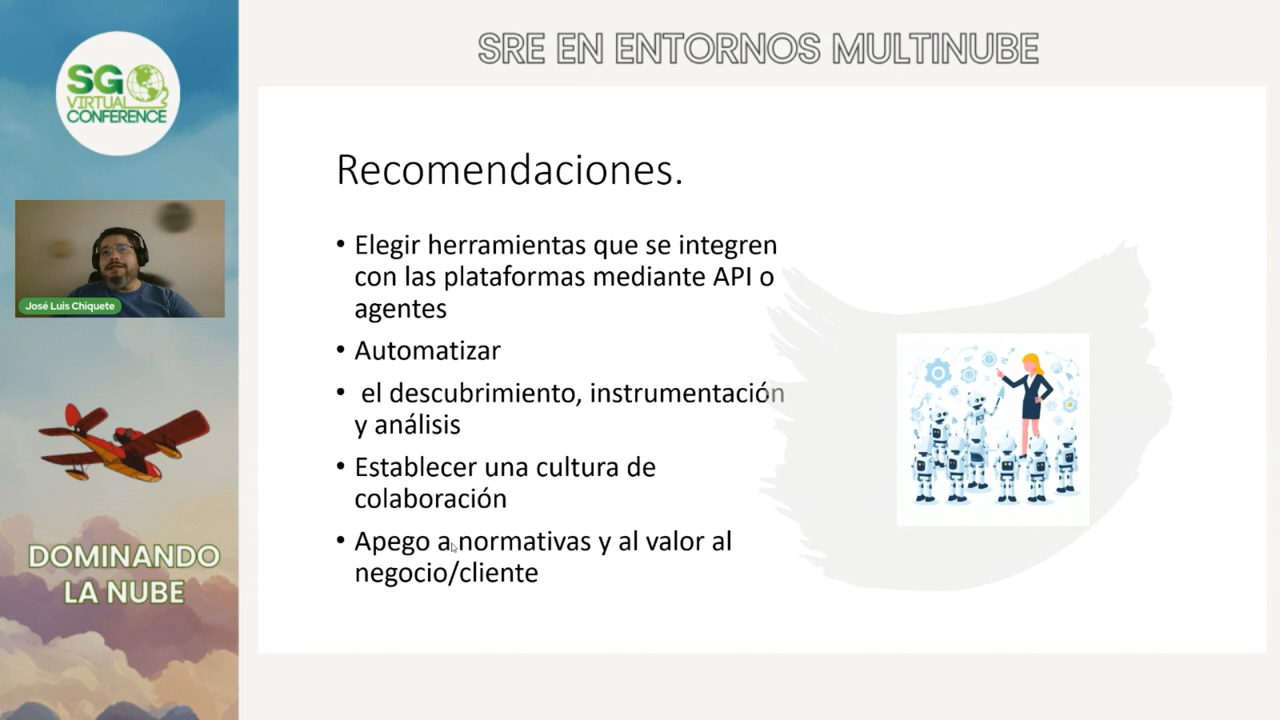 SRE EN ENTORNOS MULTINUBE
SG
VIRTUAL
CONFERENCE
José Luis Chiquete
DOMINANDO
LA NUBE
Recomendaciones.
• Elegir herramientas que se integren
con las plataformas mediante API o
agentes
• Automatizar
• el descubrimiento, instrumentación
y análisis
• Establecer una cultura de
colaboración
• Apego a normativas y al valor al
negocio/cliente